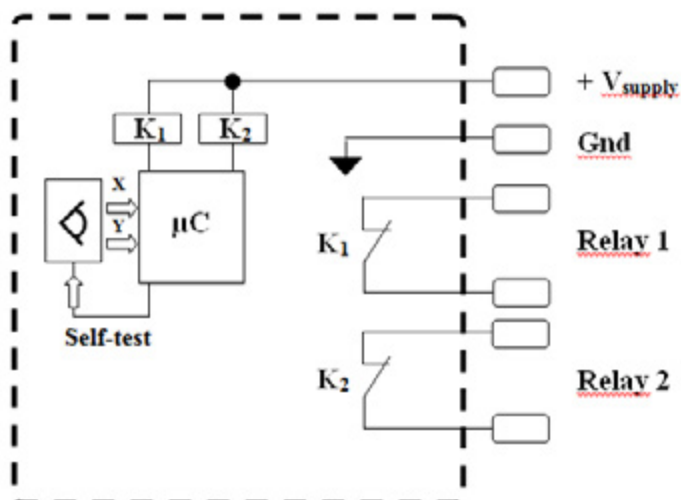 + Vsupply
K1 K2
Gnd
X
Y
µC
K1
Relay 1
Self-test
K2
Relay 2